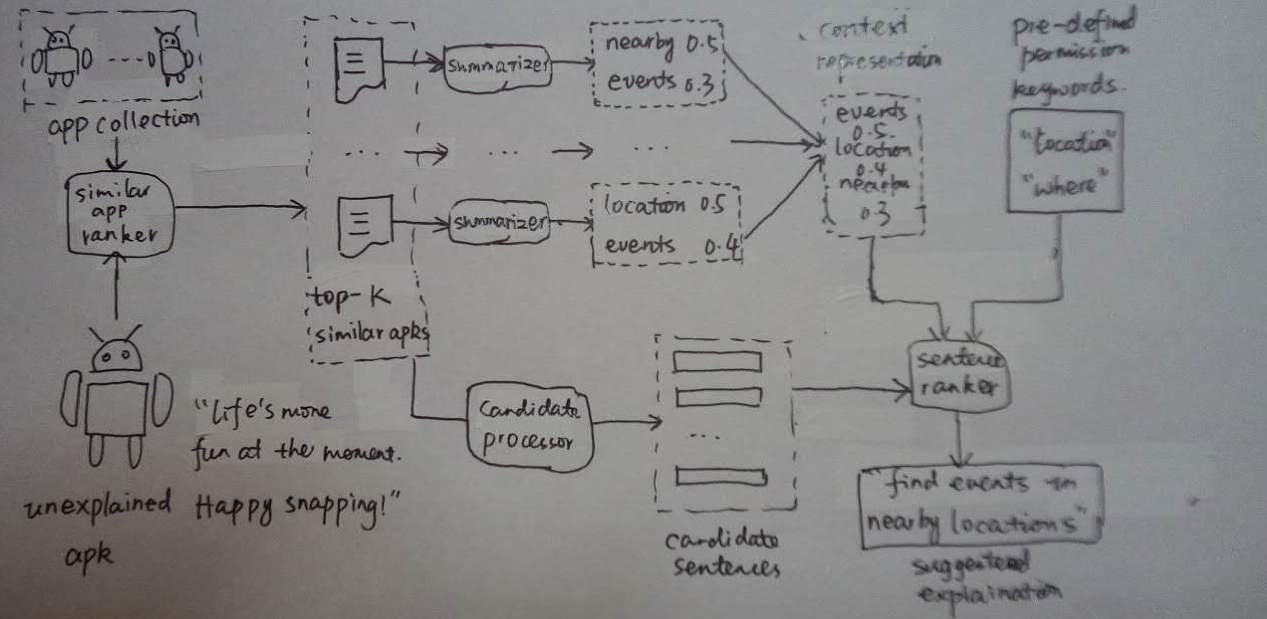 app collection
similar
app
ranker
"Life's more
fun at the moment.
Happy snapping!"
unexplained
apk
top-K
similar apks
summarizer
nearby 0.5
events 0.3
... ... ...
summarizer
location 0.5
events 0.4
candidate
processor
candidate
sentences
context
representation
events
0.5
location
0.4
nearby
0.3
pre-defined
permission
keywords.
"location"
"where"
sentence
ranker
"find events in
nearby locations"
suggested
explaination